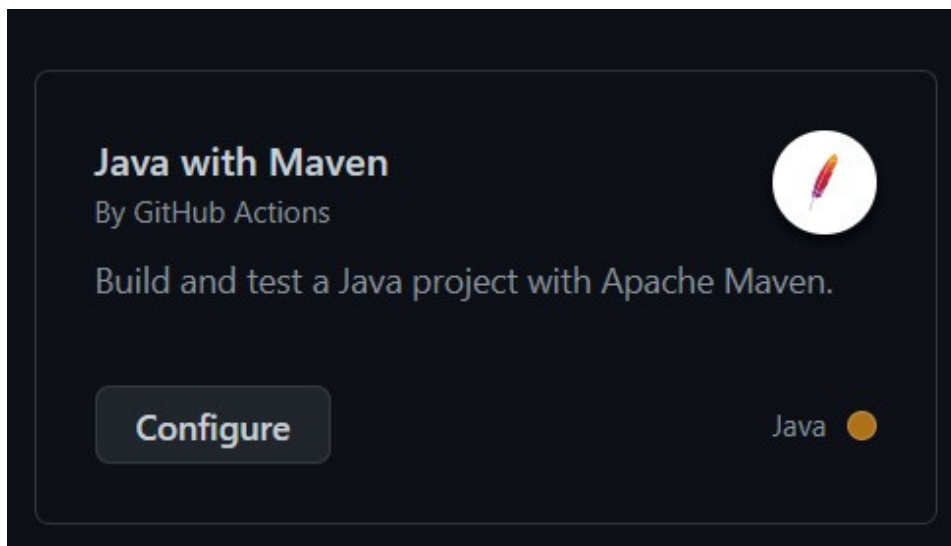 Java with Maven
By GitHub Actions
Build and test a Java project with Apache Maven.
Configure
Java